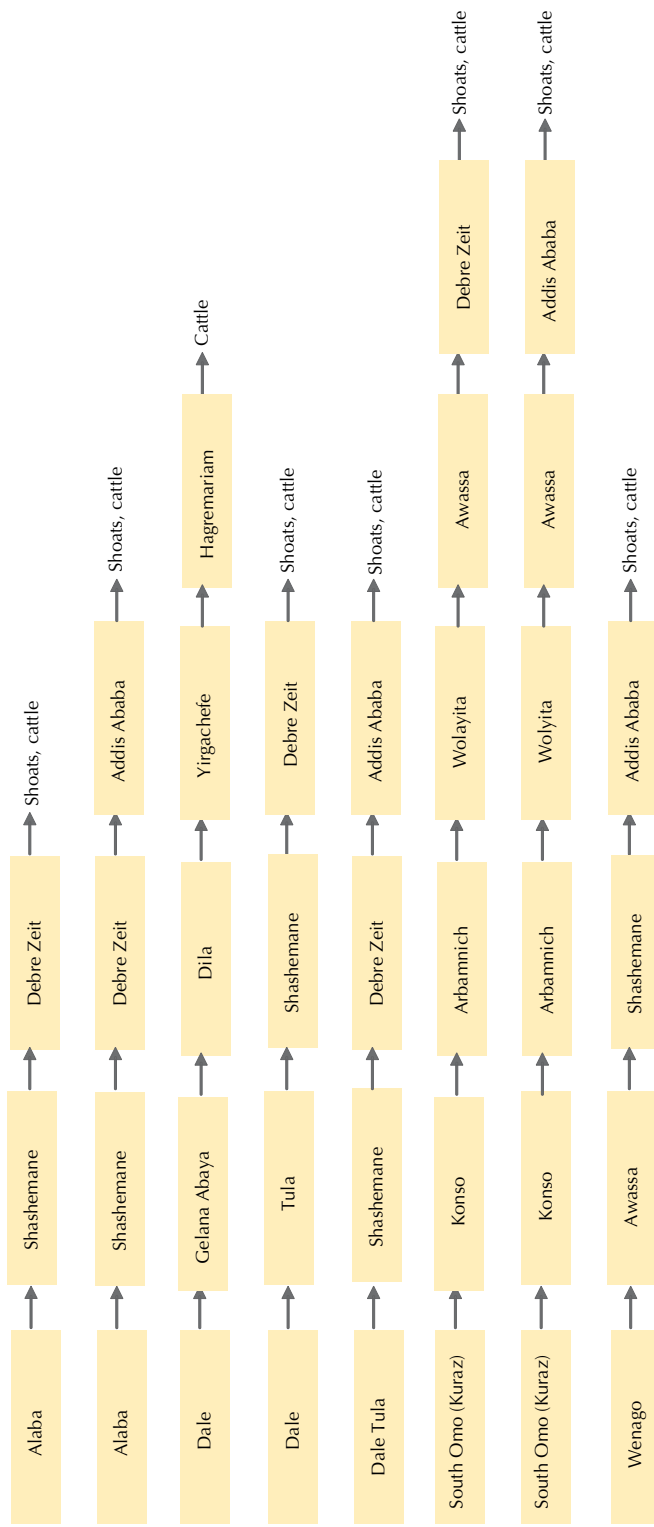 Alaba
Shashemane
Debre Zeit
Shoats, cattle
Alaba
Shashemane
Debre Zeit
Addis Ababa
Shoats, cattle
Dale
Gelana Abaya
Dila
Yirgachefe
Hagremariam
Cattle
Dale
Tula
Shashemane
Debre Zeit
Shoats, cattle
Dale Tula
Shashemane
Debre Zeit
Addis Ababa
Shoats, cattle
South Omo (Kuraz)
Konso
Arbamnich
Wolayita
Awassa
Debre Zeit
Shoats, cattle
South Omo (Kuraz)
Konso
Arbamnich
Wolyita
Awassa
Addis Ababa
Shoats, cattle
Wenago
Awassa
Shashemane
Addis Ababa
Shoats, cattle